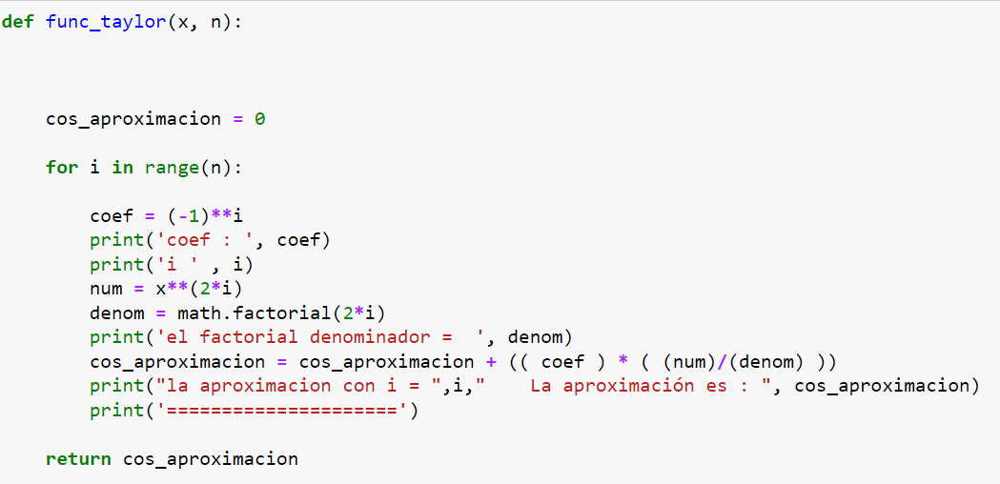 def func_taylor(x, n):
    cos_aproximacion = 0
    for i in range(n):
        coef = (-1)**i
        print('coef : ', coef)
        print('i ' , i)
        num = x**(2*i)
        denom = math.factorial(2*i)
        print('el factorial denominador =  ', denom)
        cos_aproximacion = cos_aproximacion + (( coef ) * ( (num)/(denom) ))
        print("la aproximacion con i = ",i,"    La aproximación es : ", cos_aproximacion)
        print('=====================')
    return cos_aproximacion